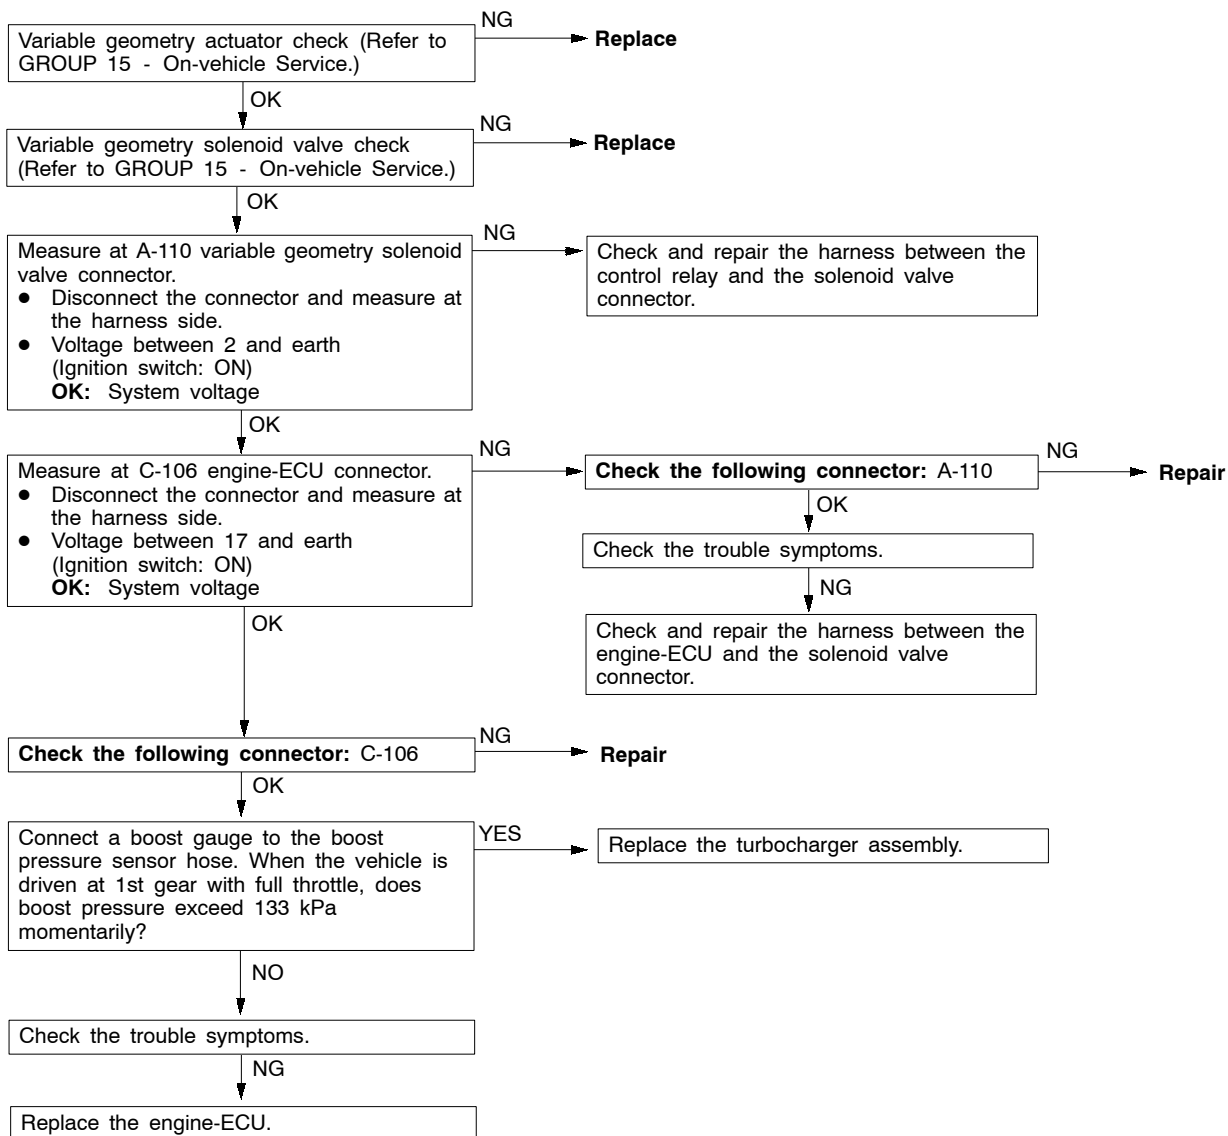 NG
Variable geometry actuator check (Refer to
GROUP 15 - On-vehicle Service.)
Replace
OK
NG
Variable geometry solenoid valve check
(Refer to GROUP 15 - On-vehicle Service.)
Replace
OK
Measure at A-110 variable geometry solenoid
valve connector.
● Disconnect the connector and measure at
the harness side.
● Voltage between 2 and earth
(Ignition switch: ON)
OK: System voltage
NG
Check and repair the harness between the
control relay and the solenoid valve
connector.
OK
Measure at C-106 engine-ECU connector.
● Disconnect the connector and measure at
the harness side.
● Voltage between 17 and earth
(Ignition switch: ON)
OK: System voltage
NG
Check the following connector: A-110
NG
Repair
OK
Check the trouble symptoms.
NG
Check and repair the harness between the
engine-ECU and the solenoid valve
connector.
OK
Check the following connector: C-106
NG
Repair
OK
Connect a boost gauge to the boost
pressure sensor hose. When the vehicle is
driven at 1st gear with full throttle, does
boost pressure exceed 133 kPa
momentarily?
YES
Replace the turbocharger assembly.
NO
Check the trouble symptoms.
NG
Replace the engine-ECU.